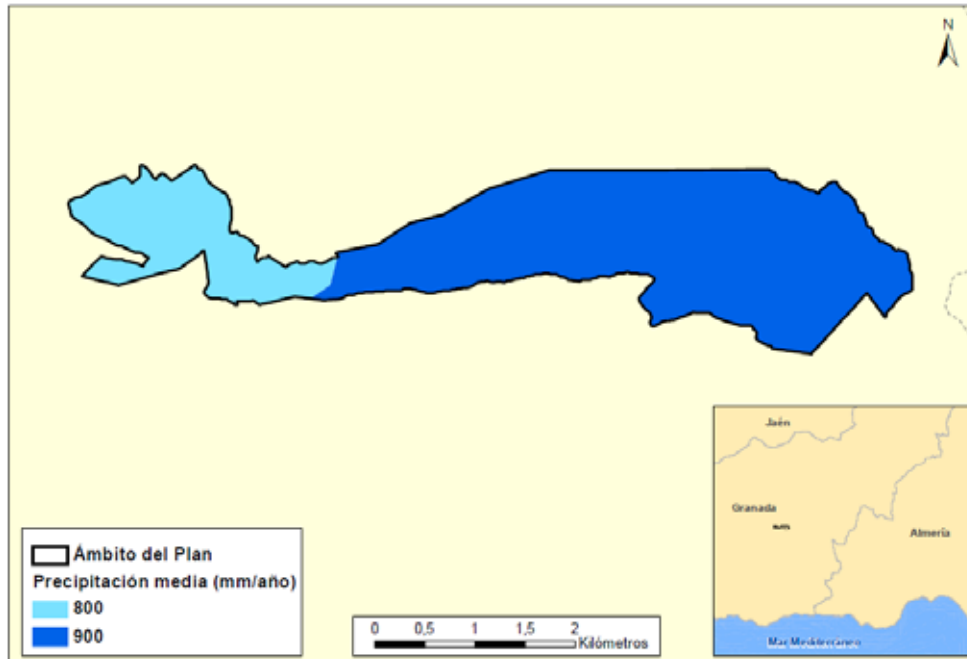 N
Jaén
Granada
Almería
Mar Mediterraneo
Ámbito del Plan
Precipitación media (mm/año)
800
900
0 0,5 1 1,5 2
Kilómetros